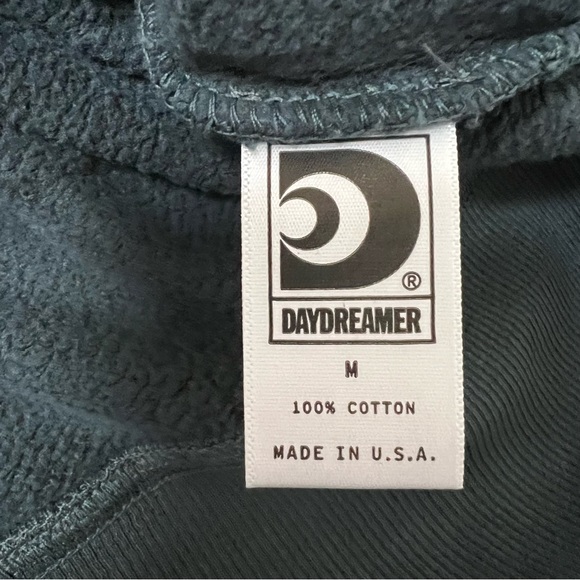 ®
DAYDREAMER
M
100% COTTON
MADE IN U.S.A.